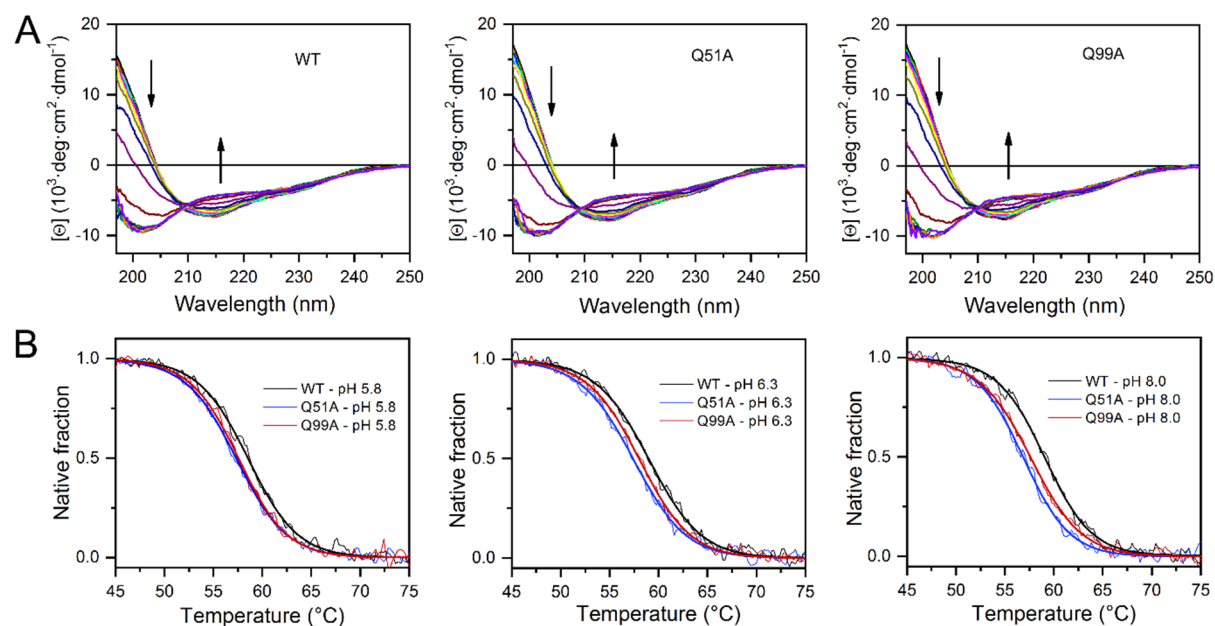 A
WT
Q51A
Q99A
[Θ] (10³·deg·cm²·dmol⁻¹)
20
10
0
-10
200 210 220 230 240 250
Wavelength (nm)
[Θ] (10³·deg·cm²·dmol⁻¹)
20
10
0
-10
200 210 220 230 240 250
Wavelength (nm)
[Θ] (10³·deg·cm²·dmol⁻¹)
20
10
0
-10
200 210 220 230 240 250
Wavelength (nm)
B
Native fraction
1.0
0.5
0.0
WT - pH 5.8
Q51A - pH 5.8
Q99A - pH 5.8
45 50 55 60 65 70 75
Temperature (°C)
Native fraction
1.0
0.5
0.0
WT - pH 6.3
Q51A - pH 6.3
Q99A - pH 6.3
45 50 55 60 65 70 75
Temperature (°C)
Native fraction
1.0
0.5
0.0
WT - pH 8.0
Q51A - pH 8.0
Q99A - pH 8.0
45 50 55 60 65 70 75
Temperature (°C)